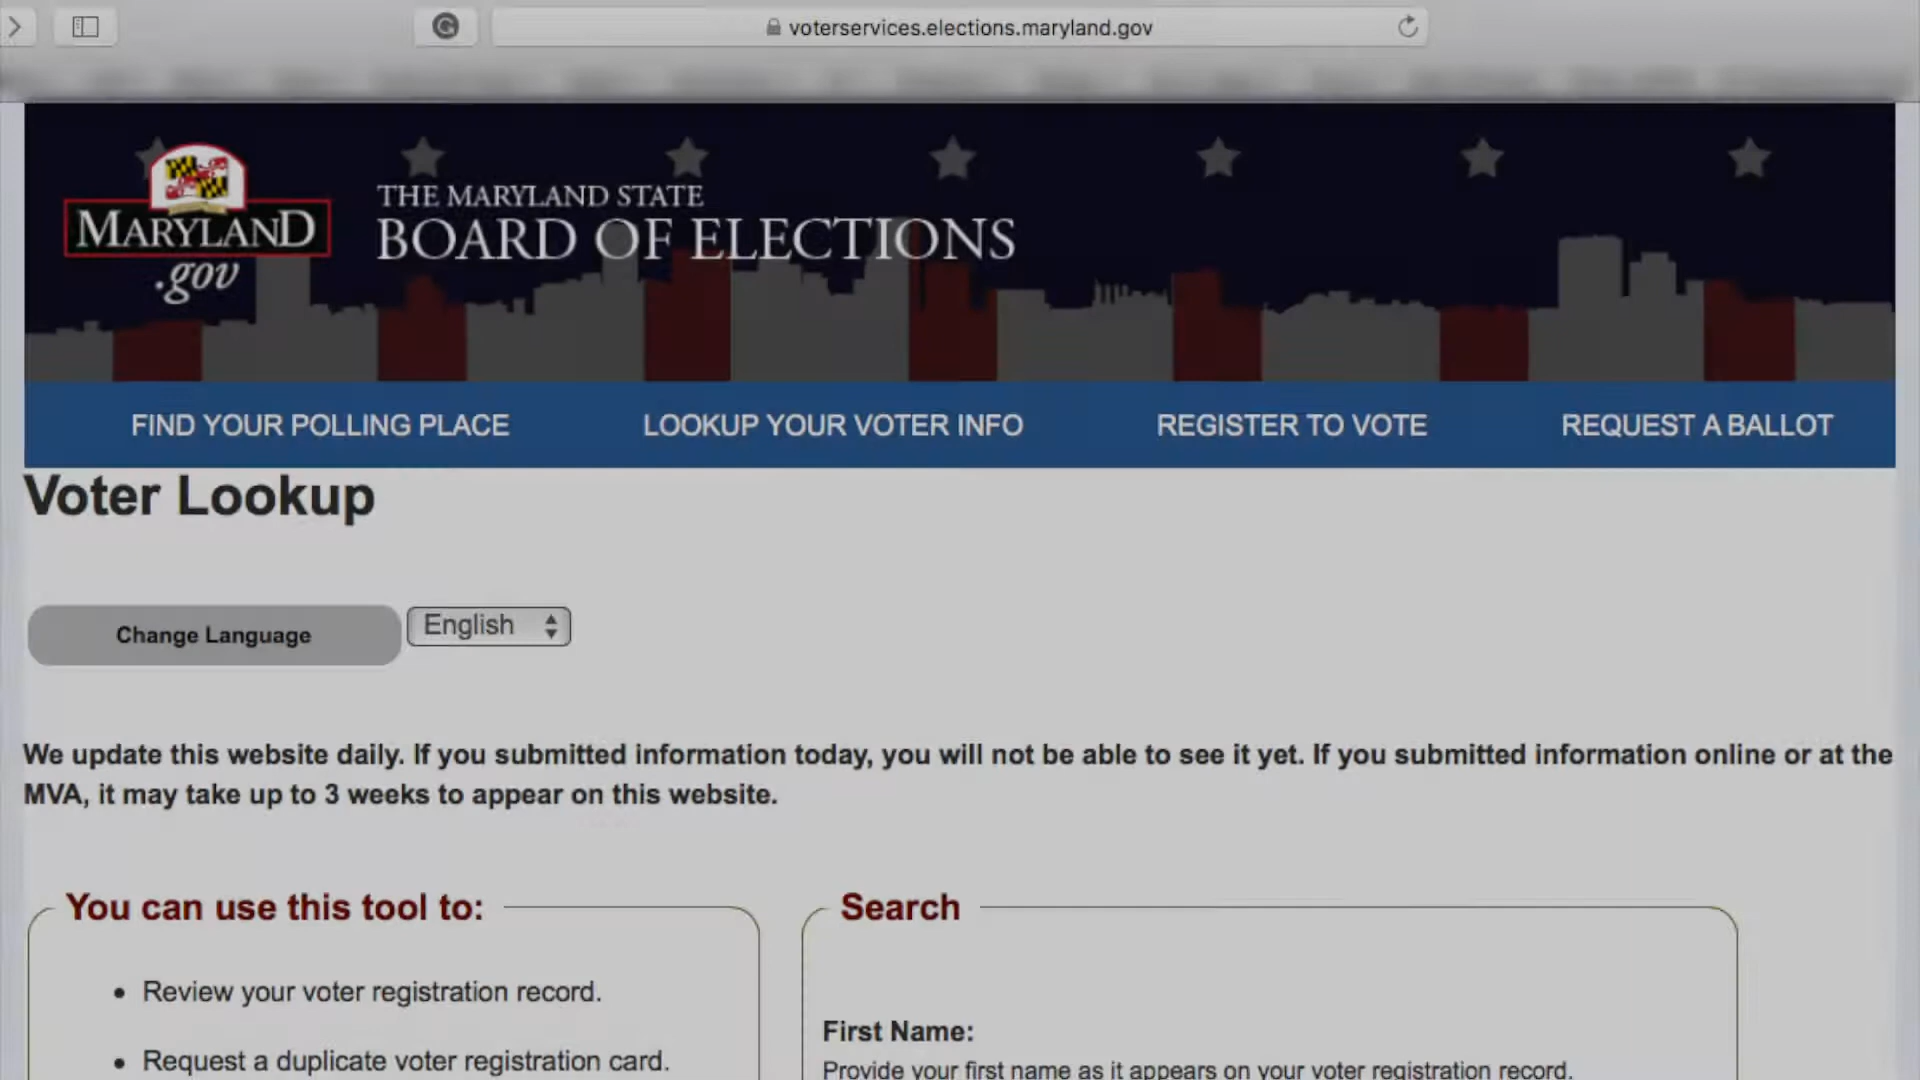 voterservices.elections.maryland.gov
MARYLAND
.gov
THE MARYLAND STATE
BOARD OF ELECTIONS
FIND YOUR POLLING PLACE
LOOKUP YOUR VOTER INFO
REGISTER TO VOTE
REQUEST A BALLOT
Voter Lookup
Change Language
English
We update this website daily. If you submitted information today, you will not be able to see it yet. If you submitted information online or at the
MVA, it may take up to 3 weeks to appear on this website.
You can use this tool to:
• Review your voter registration record.
• Request a duplicate voter registration card.
Search
First Name:
Provide your first name as it appears on your voter registration record.